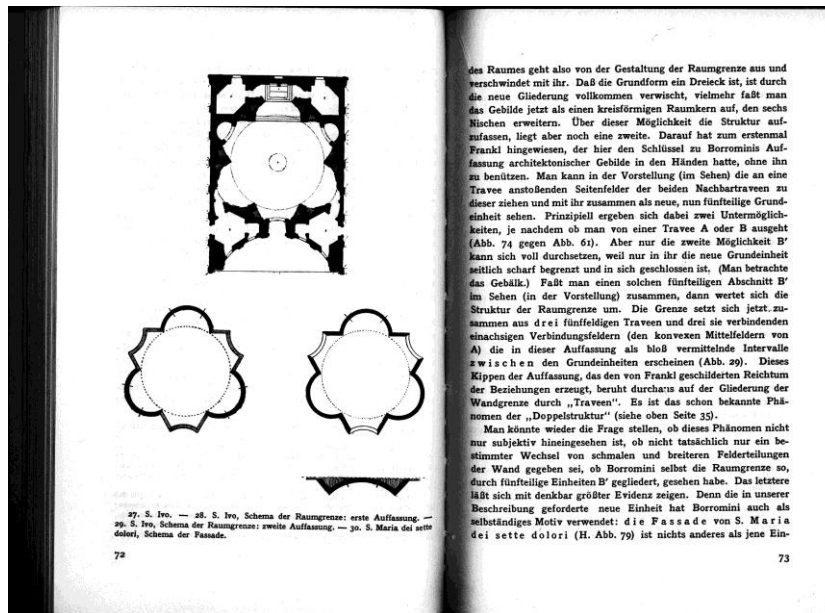 27. S. Ivo. — 28. S. Ivo, Schema der Raumgrenze: erste Auffassung. —
29. S. Ivo, Schema der Raumgrenze: zweite Auffassung. — 30. S. Maria dei sette
dolori, Schema der Fassade.
72
des Raumes geht also von der Gestaltung der Raumgrenze aus und
verschwindet mit ihr. Daß die Grundform ein Dreieck ist, ist durch
die neue Gliederung vollkommen verwischt, vielmehr faßt man
das Gebilde jetzt als einen kreisförmigen Raumkern auf, den sechs
Nischen erweitern. Über dieser Möglichkeit die Struktur auf-
zufassen, liegt aber noch eine zweite. Darauf hat zum erstenmal
Frankl hingewiesen, der hier den Schlüssel zu Borrominis Auf-
fassung architektonischer Gebilde in den Händen hatte, ohne ihn
zu benützen. Man kann in der Vorstellung (im Sehen) die an eine
Travee anstoßenden Seitenfelder der beiden Nachbartraveen zu
dieser ziehen und mit ihr zusammen als neue, nun fünfteilige Grund-
einheit sehen. Prinzipiell ergeben sich dabei zwei Untermöglich-
keiten, je nachdem ob man von einer Travee A oder B ausgeht
(Abb. 74 gegen Abb. 61). Aber nur die zweite Möglichkeit B'
kann sich voll durchsetzen, weil nur in ihr die neue Grundeinheit
seitlich scharf begrenzt und in sich geschlossen ist. (Man betrachte
das Gebälk.) Faßt man einen solchen fünfteiligen Abschnitt B'
im Sehen (in der Vorstellung) zusammen, dann wertet sich die
Struktur der Raumgrenze um. Die Grenze setzt sich jetzt zu-
sammen aus drei fünffeldigen Traveen und drei sie verbindenden
einachsigen Verbindungsfeldern (den konvexen Mittelfeldern von
A) die in dieser Auffassung als bloß vermittelnde Intervalle
zwischen den Grundeinheiten erscheinen (Abb. 29). Dieses
Kippen der Auffassung, das den von Frankl geschilderten Reichtum
der Beziehungen erzeugt, beruht durchaus auf der Gliederung der
Wandgrenze durch „Traveen". Es ist das schon bekannte Phä-
nomen der „Doppelstruktur" (siehe oben Seite 35).
Man könnte wieder die Frage stellen, ob dieses Phänomen nicht
nur subjektiv hineingesehen ist, ob nicht tatsächlich nur ein be-
stimmter Wechsel von schmalen und breiteren Felderteilungen
der Wand gegeben sei, ob Borromini selbst die Raumgrenze so,
durch fünfteilige Einheiten B' gegliedert, gesehen habe. Das letztere
läßt sich mit denkbar größter Evidenz zeigen. Denn die in unserer
Beschreibung geforderte neue Einheit hat Borromini auch als
selbständiges Motiv verwendet: die Fassade von S. Maria
dei sette dolori (H. Abb. 79) ist nichts anderes als jene Ein-
73